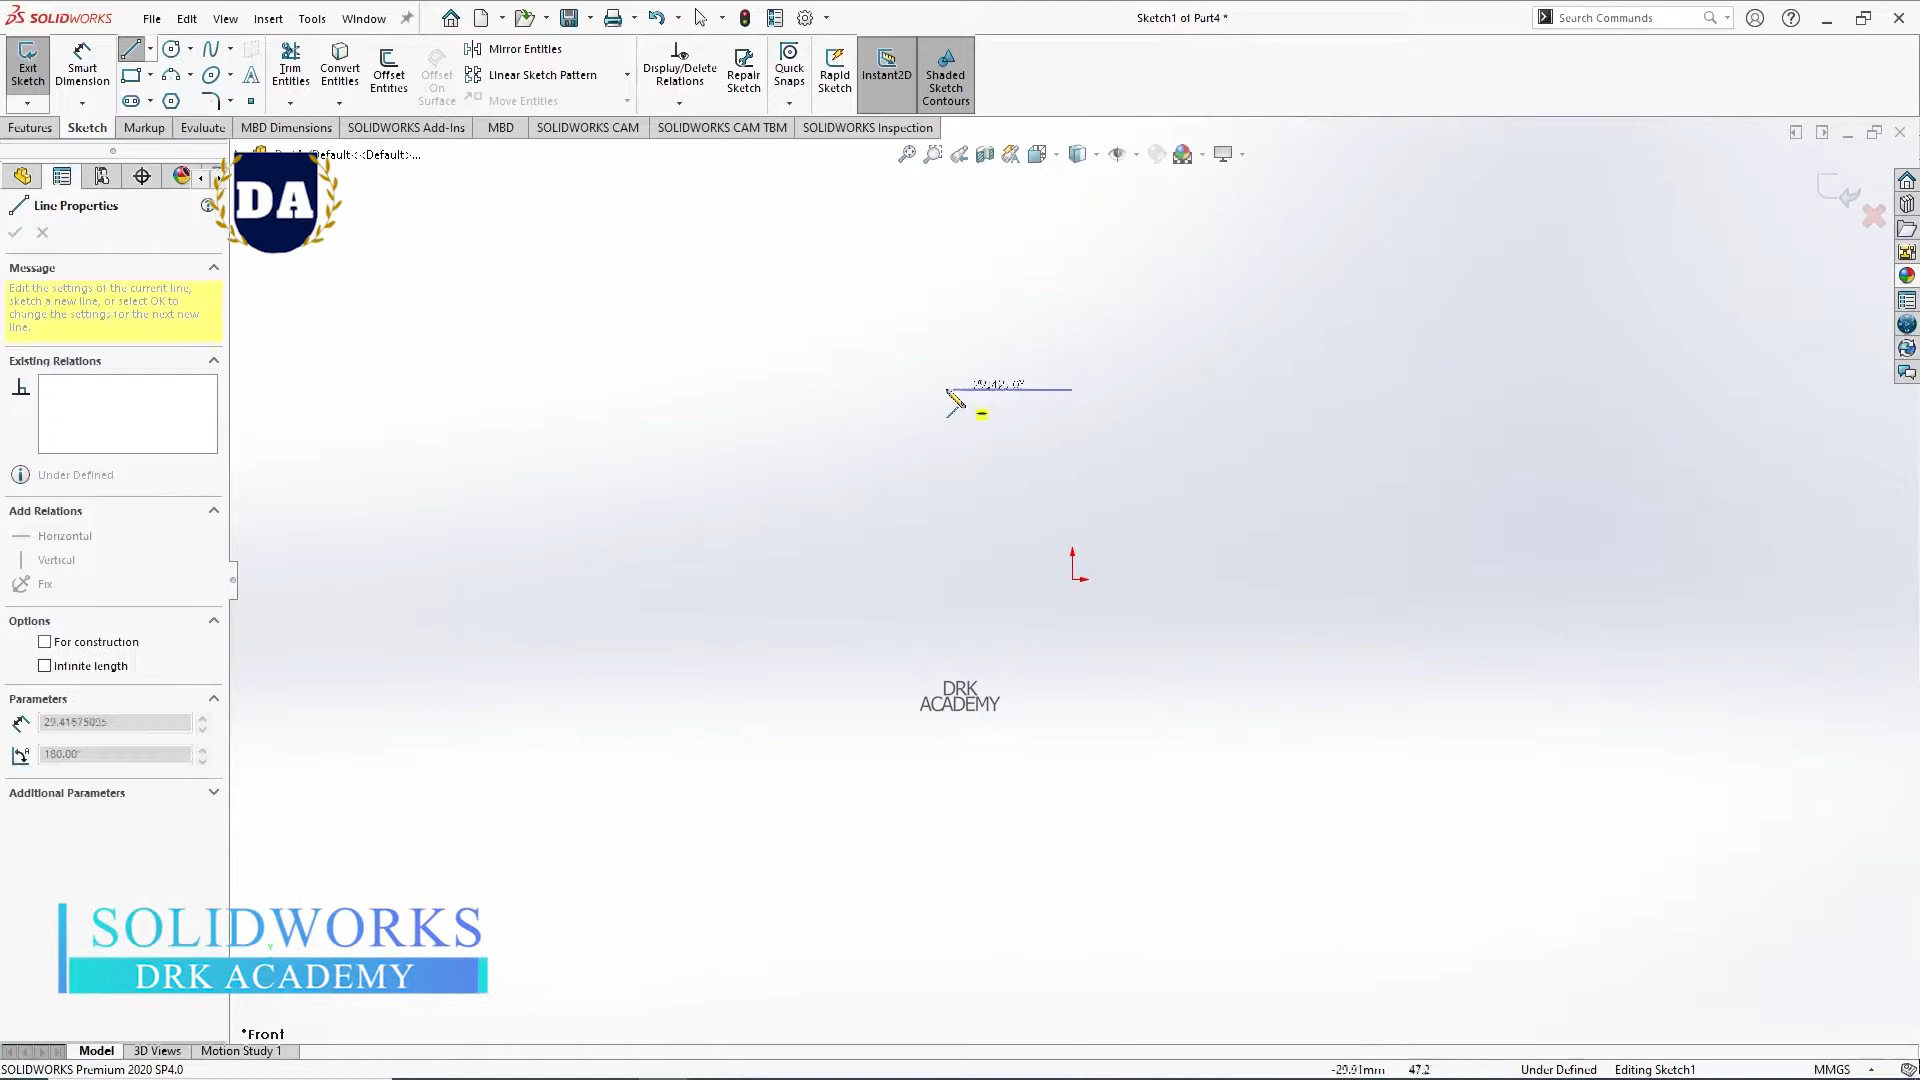 SOLIDWORKS
File
Edit
View
Insert
Tools
Window
Sketch1 of Part4 *
Search Commands
Exit Sketch
Smart Dimension
Trim Entities
Convert Entities
Offset Entities
Offset On Surface
Mirror Entities
Linear Sketch Pattern
Move Entities
Display/Delete Relations
Repair Sketch
Quick Snaps
Rapid Sketch
Instant2D
Shaded Sketch Contours
Features
Sketch
Markup
Evaluate
MBD Dimensions
SOLIDWORKS Add-Ins
MBD
SOLIDWORKS CAM
SOLIDWORKS CAM TBM
SOLIDWORKS Inspection
(Default<<Default>...
DA
Line Properties
Message
Edit the settings of the current line,
sketch a new line, or select OK to
change the settings for the next new
line.
Existing Relations
Under Defined
Add Relations
Horizontal
Vertical
Fix
Options
For construction
Infinite length
Parameters
29.41575095
180.00°
Additional Parameters
DRK
ACADEMY
SOLIDWORKS
DRK ACADEMY
*Front
Model
3D Views
Motion Study 1
SOLIDWORKS Premium 2020 SP4.0
-29.91mm
47.2
Under Defined
Editing Sketch1
MMGS